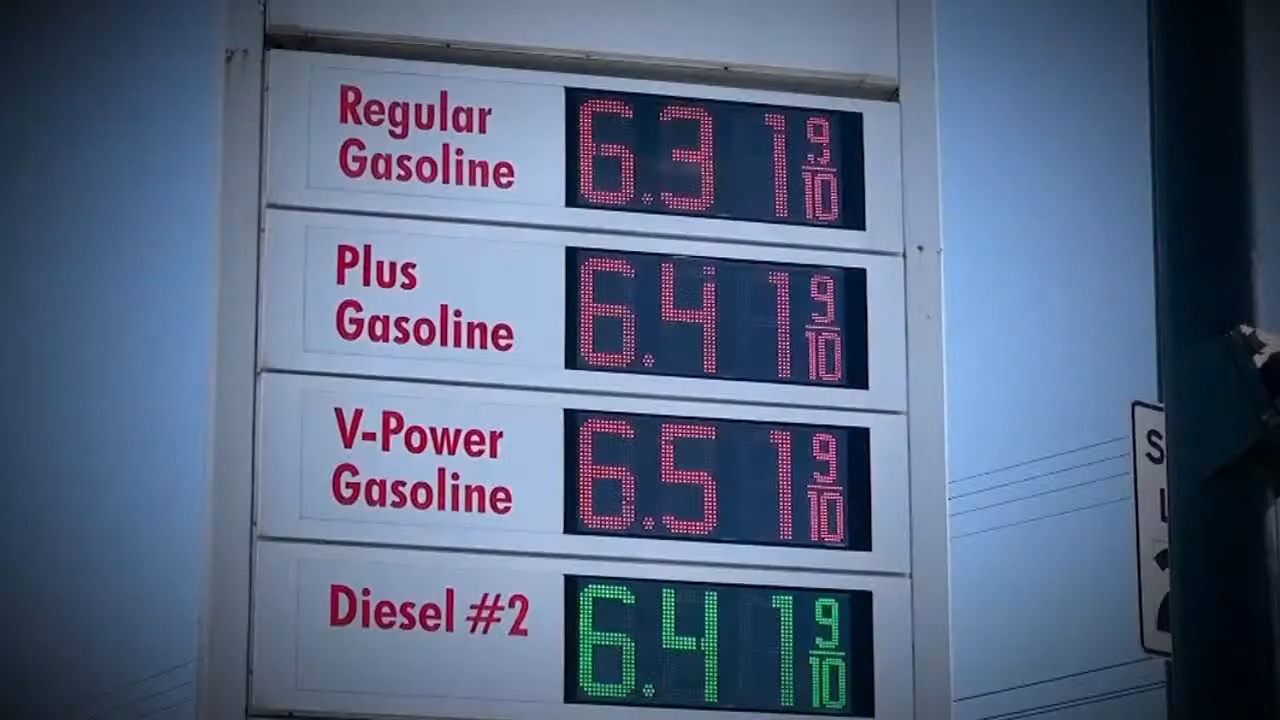 Regular
Gasoline
6.31 9/10
Plus
Gasoline
6.41 9/10
V-Power
Gasoline
6.51 9/10
Diesel #2
6.41 9/10
S
L